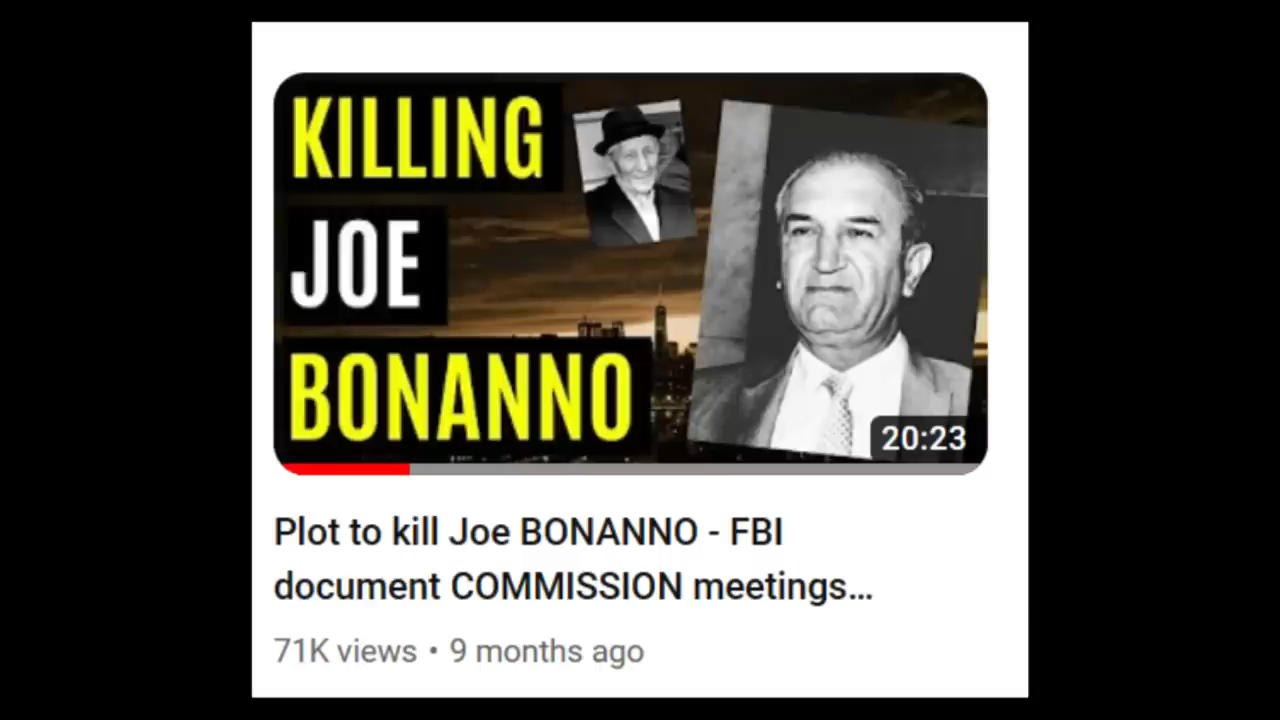 KILLING
JOE
BONANNO
20:23
Plot to kill Joe BONANNO - FBI
document COMMISSION meetings...
71K views • 9 months ago